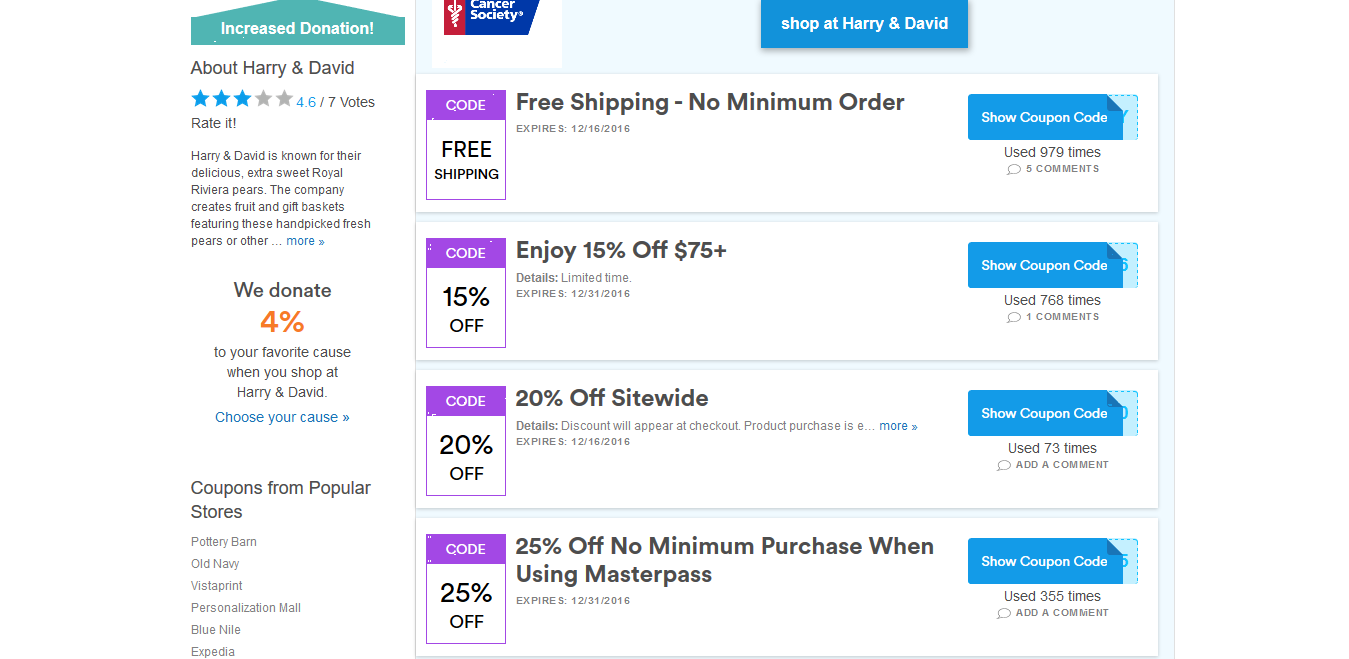 Increased Donation!
About Harry & David
4.6 / 7 Votes
Rate it!
Harry & David is known for their
delicious, extra sweet Royal
Riviera pears. The company
creates fruit and gift baskets
featuring these handpicked fresh
pears or other ... more »
We donate
4%
to your favorite cause
when you shop at
Harry & David.
Choose your cause »
Coupons from Popular
Stores
Pottery Barn
Old Navy
Vistaprint
Personalization Mall
Blue Nile
Expedia
Cancer
Society®
shop at Harry & David
CODE
FREE
SHIPPING
Free Shipping - No Minimum Order
EXPIRES: 12/16/2016
Show Coupon Code
Used 979 times
5 COMMENTS
CODE
15%
OFF
Enjoy 15% Off $75+
Details: Limited time.
EXPIRES: 12/31/2016
Show Coupon Code
Used 768 times
1 COMMENTS
CODE
20%
OFF
20% Off Sitewide
Details: Discount will appear at checkout. Product purchase is e... more »
EXPIRES: 12/16/2016
Show Coupon Code
Used 73 times
ADD A COMMENT
CODE
25%
OFF
25% Off No Minimum Purchase When
Using Masterpass
EXPIRES: 12/31/2016
Show Coupon Code
Used 355 times
ADD A COMMENT